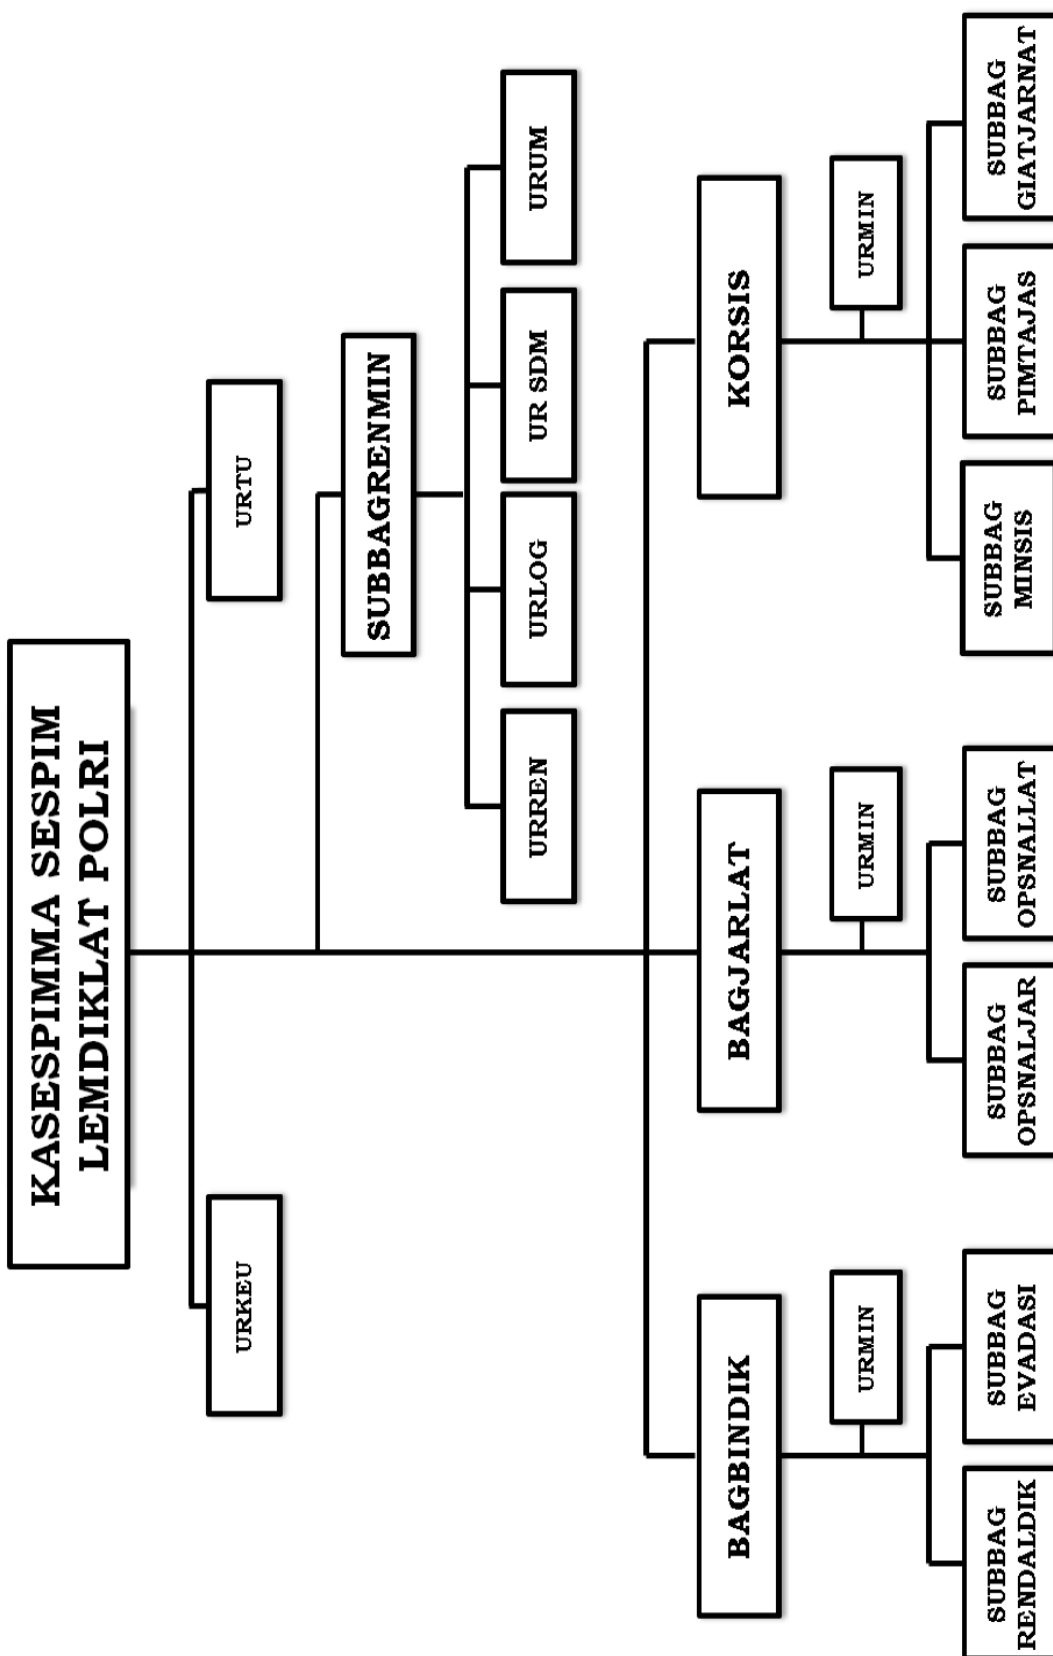 KASESPIMMA SESPIM
LEMDIKLAT POLRI
URKEU
URTU
SUBBAGRENMIN
URREN
URLOG
UR SDM
URUM
BAGBINDIK
BAGJARLAT
KORSIS
URMIN
URMIN
URMIN
SUBBAG
RENDALDIK
SUBBAG
EVADASI
SUBBAG
OPSNALJAR
SUBBAG
OPSNALLAT
SUBBAG
MINSIS
SUBBAG
PIMTAJAS
SUBBAG
GIATJARNAT